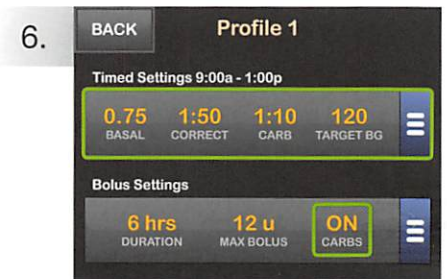 6.
BACK Profile 1
Timed Settings 9:00a - 1:00p
0.75 1:50 1:10 120
BASAL CORRECT CARB TARGET BG
Bolus Settings
6 hrs 12 u ON
DURATION MAX BOLUS CARBS